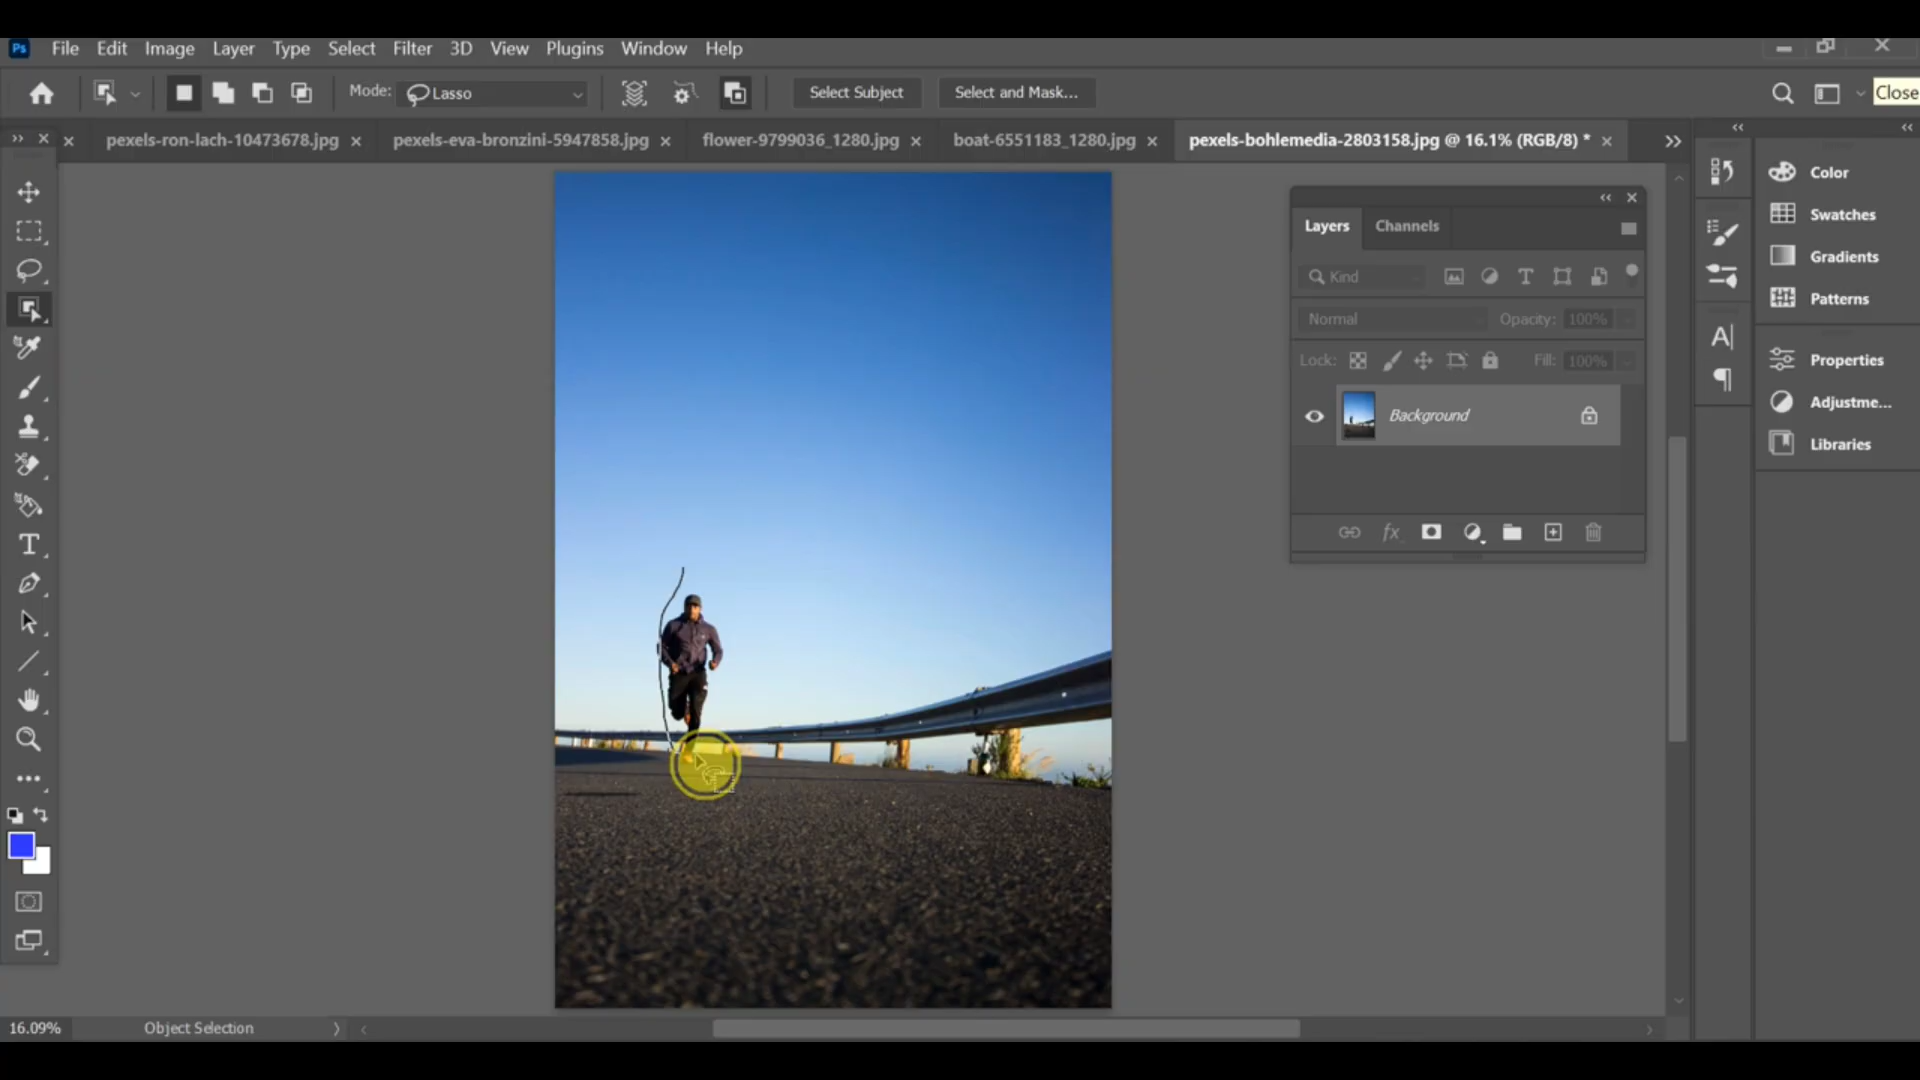 Ps File Edit Image Layer Type Select Filter 3D View Plugins Window Help
Mode: Lasso Select Subject Select and Mask... Close
pexels-ron-lach-10473678.jpg pexels-eva-bronzini-5947858.jpg flower-9799036_1280.jpg boat-6551183_1280.jpg pexels-bohlemedia-2803158.jpg @ 16.1% (RGB/8) *
Layers Channels
Kind
Normal Opacity: 100%
Lock: Fill: 100%
Background
fx
Color
Swatches
Gradients
Patterns
Properties
Adjustme...
Libraries
16.09% Object Selection